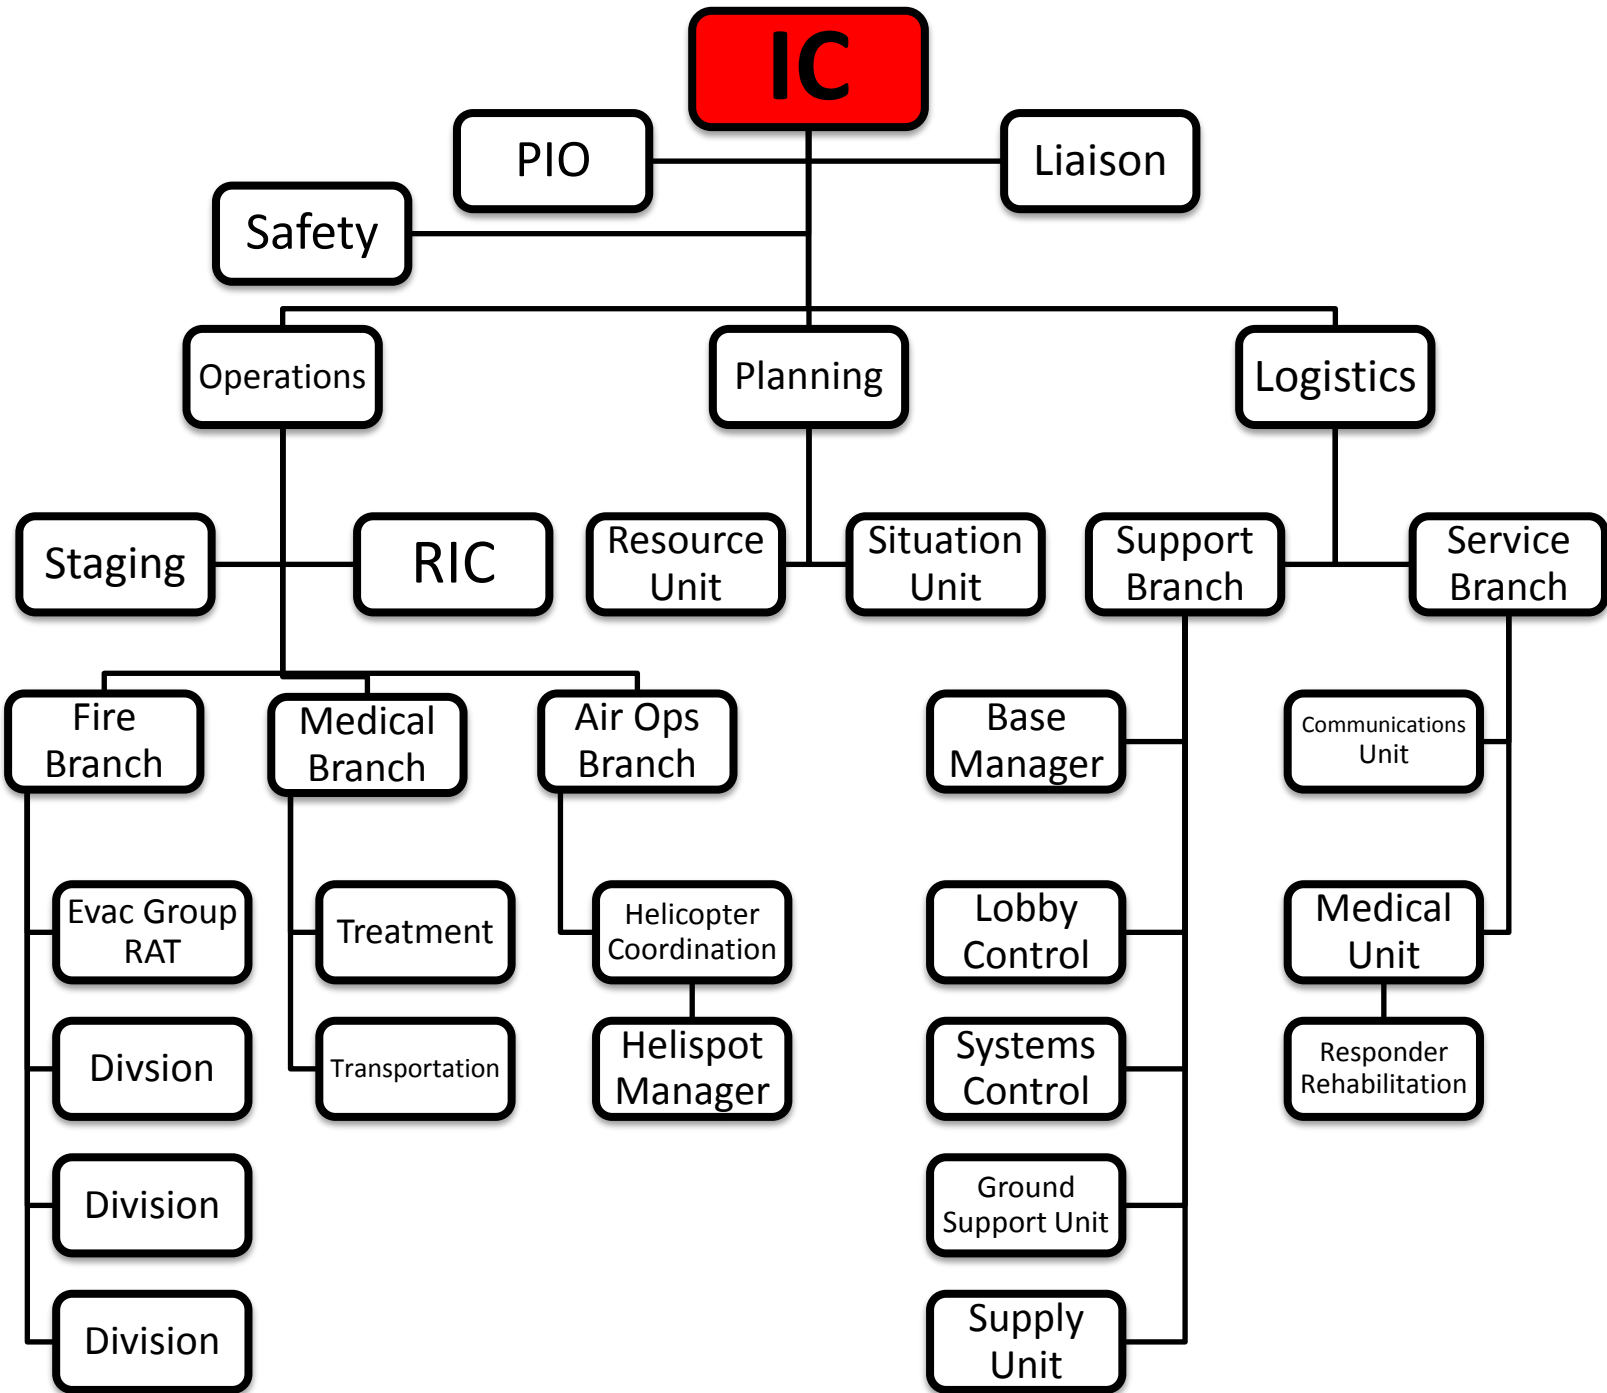 IC
PIO
Liaison
Safety
Operations
Planning
Logistics
Staging
RIC
Resource
Unit
Situation
Unit
Support
Branch
Service
Branch
Fire
Branch
Medical
Branch
Air Ops
Branch
Base
Manager
Communications
Unit
Evac Group
RAT
Treatment
Helicopter
Coordination
Lobby
Control
Medical
Unit
Divsion
Transportation
Helispot
Manager
Systems
Control
Responder
Rehabilitation
Division
Ground
Support Unit
Division
Supply
Unit